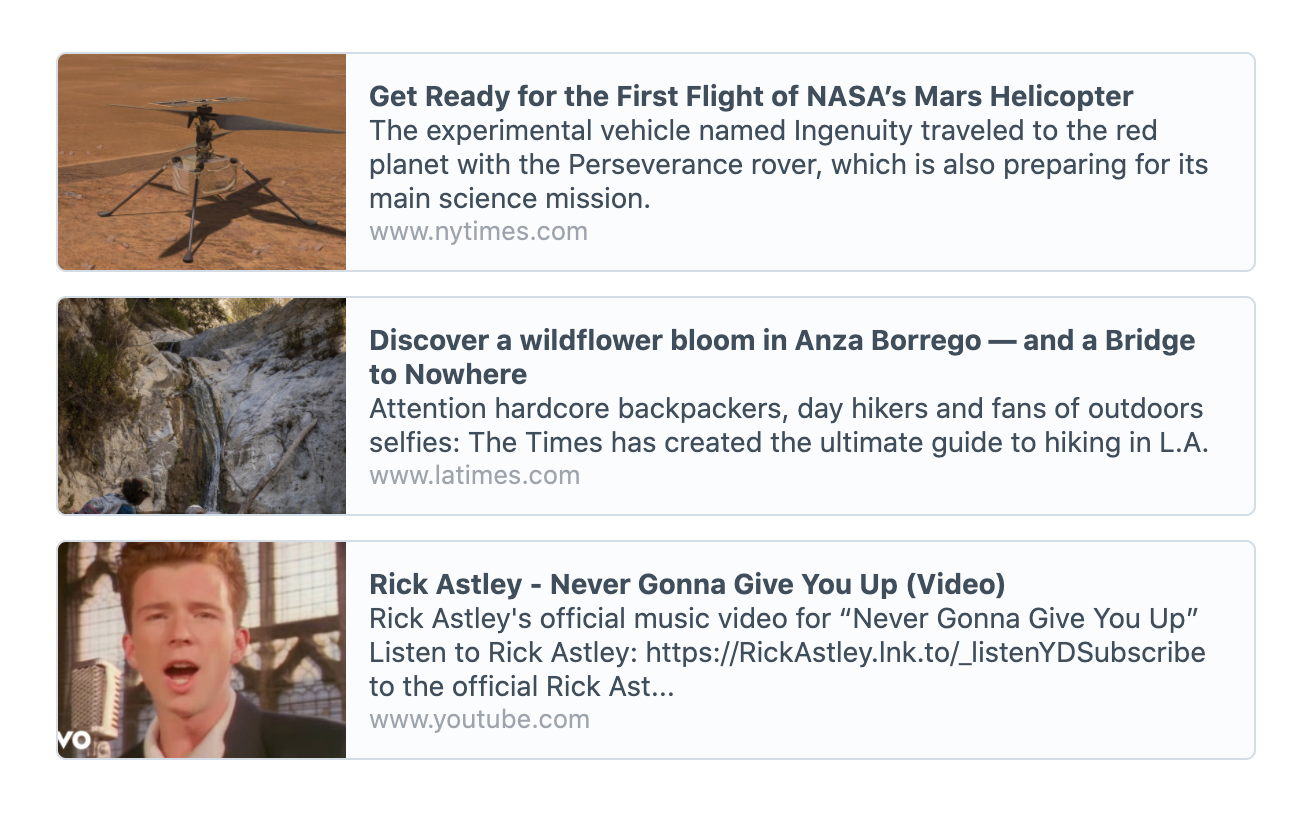 Get Ready for the First Flight of NASA’s Mars Helicopter
The experimental vehicle named Ingenuity traveled to the red
planet with the Perseverance rover, which is also preparing for its
main science mission.
www.nytimes.com
Discover a wildflower bloom in Anza Borrego — and a Bridge
to Nowhere
Attention hardcore backpackers, day hikers and fans of outdoors
selfies: The Times has created the ultimate guide to hiking in L.A.
www.latimes.com
Rick Astley - Never Gonna Give You Up (Video)
Rick Astley's official music video for “Never Gonna Give You Up”
Listen to Rick Astley: https://RickAstley.lnk.to/_listenYDSubscribe
to the official Rick Ast...
www.youtube.com
vo